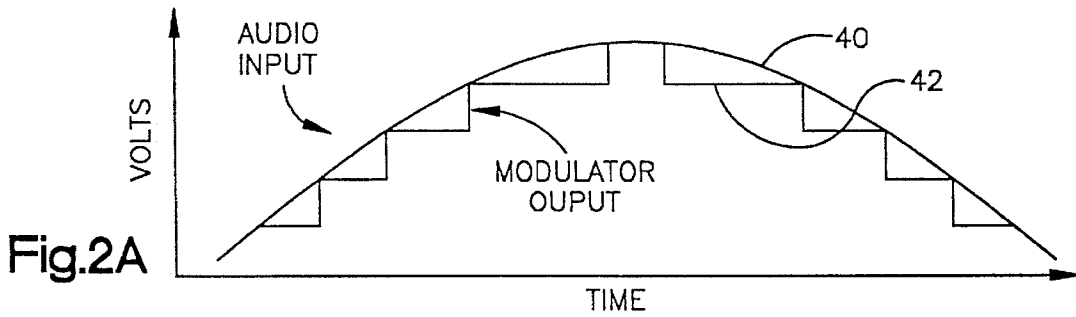 AUDIO
INPUT
40
42
VOLTS
MODULATOR
OUPUT
Fig.2A
TIME